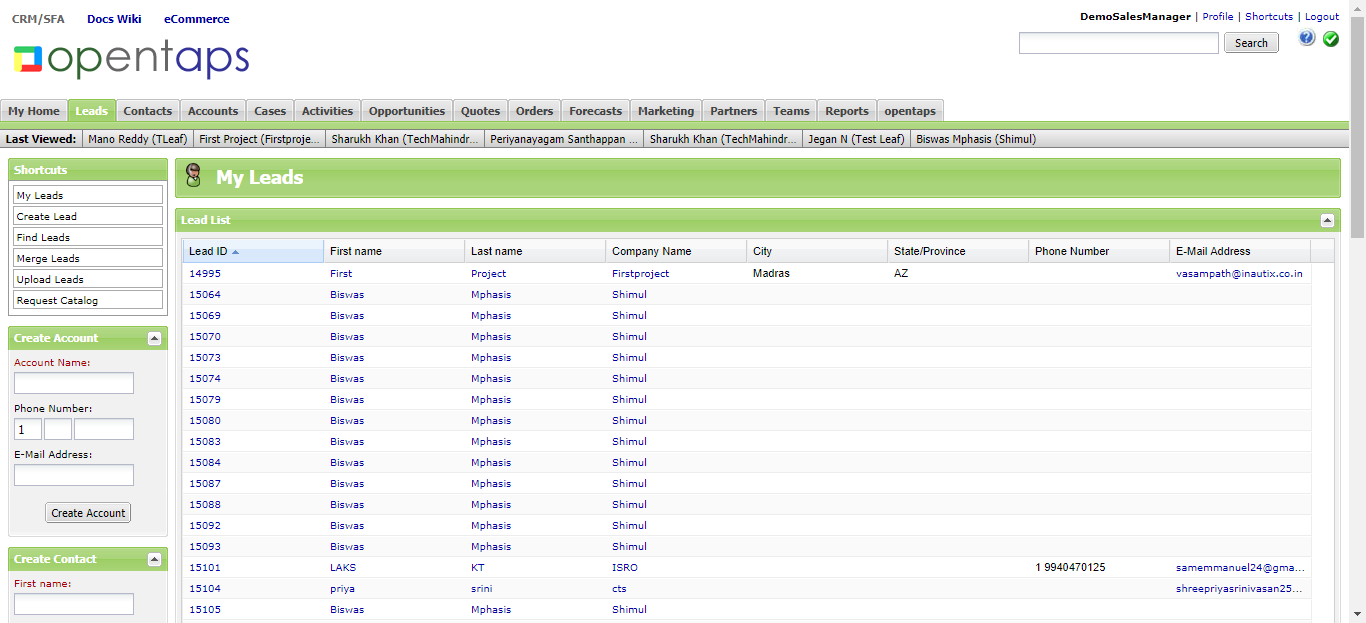 CRM/SFA Docs Wiki eCommerce
DemoSalesManager | Profile | Shortcuts | Logout
opentaps
Search
My Home Leads Contacts Accounts Cases Activities Opportunities Quotes Orders Forecasts Marketing Partners Teams Reports opentaps
Last Viewed: Mano Reddy (TLeaf) First Project (Firstproje... Sharukh Khan (TechMahindr... Periyanayagam Santhappan ... Sharukh Khan (TechMahindr... Jegan N (Test Leaf) Biswas Mphasis (Shimul)
Shortcuts
My Leads
Create Lead
Find Leads
Merge Leads
Upload Leads
Request Catalog
Create Account
Account Name:
Phone Number:
1
E-Mail Address:
Create Account
Create Contact
First name:
My Leads
Lead List
Lead ID First name Last name Company Name City State/Province Phone Number E-Mail Address
14995 First Project Firstproject Madras AZ vasampath@inautix.co.in
15064 Biswas Mphasis Shimul
15069 Biswas Mphasis Shimul
15070 Biswas Mphasis Shimul
15073 Biswas Mphasis Shimul
15074 Biswas Mphasis Shimul
15079 Biswas Mphasis Shimul
15080 Biswas Mphasis Shimul
15083 Biswas Mphasis Shimul
15084 Biswas Mphasis Shimul
15087 Biswas Mphasis Shimul
15088 Biswas Mphasis Shimul
15092 Biswas Mphasis Shimul
15093 Biswas Mphasis Shimul
15101 LAKS KT ISRO 1 9940470125 samemmanuel24@gma...
15104 priya srini cts shreepriyasrinivasan25...
15105 Biswas Mphasis Shimul